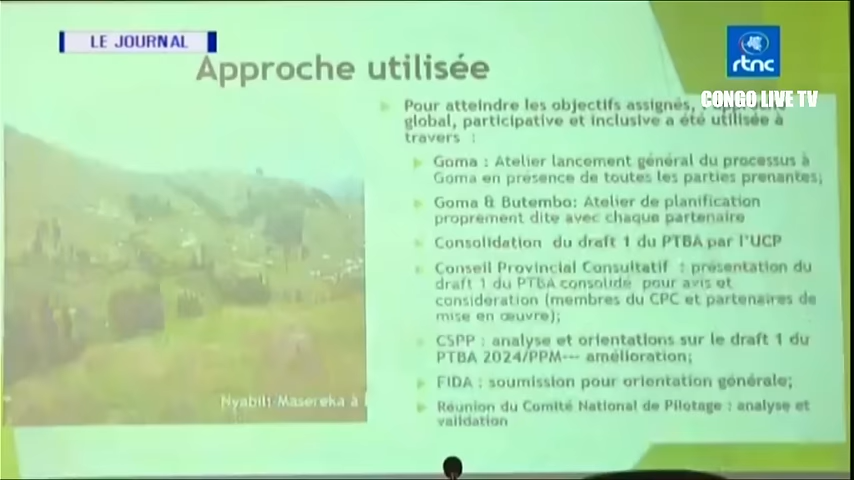 LE JOURNAL
rtnc
CONGO LIVE TV
Approche utilisée
Pour atteindre les objectifs assignés,
global, participative et inclusive a été utilisée à
travers :
Goma : Atelier lancement général du processus à
Goma en présence de toutes les parties prenantes;
Goma & Butembo: Atelier de planification
proprement dite avec chaque partenaire
Consolidation du draft 1 du PTBA par l'UCP
Conseil Provincial Consultatif : présentation du
draft 1 du PTBA consolidé pour avis et
considération (membres du CPC et partenaires de
mise en œuvre);
CSPP : analyse et orientations sur le draft 1 du
PTBA 2024/PPM--- amélioration;
FIDA : soumission pour orientation générale;
Réunion du Comité National de Pilotage : analyse et
validation
Masereka à